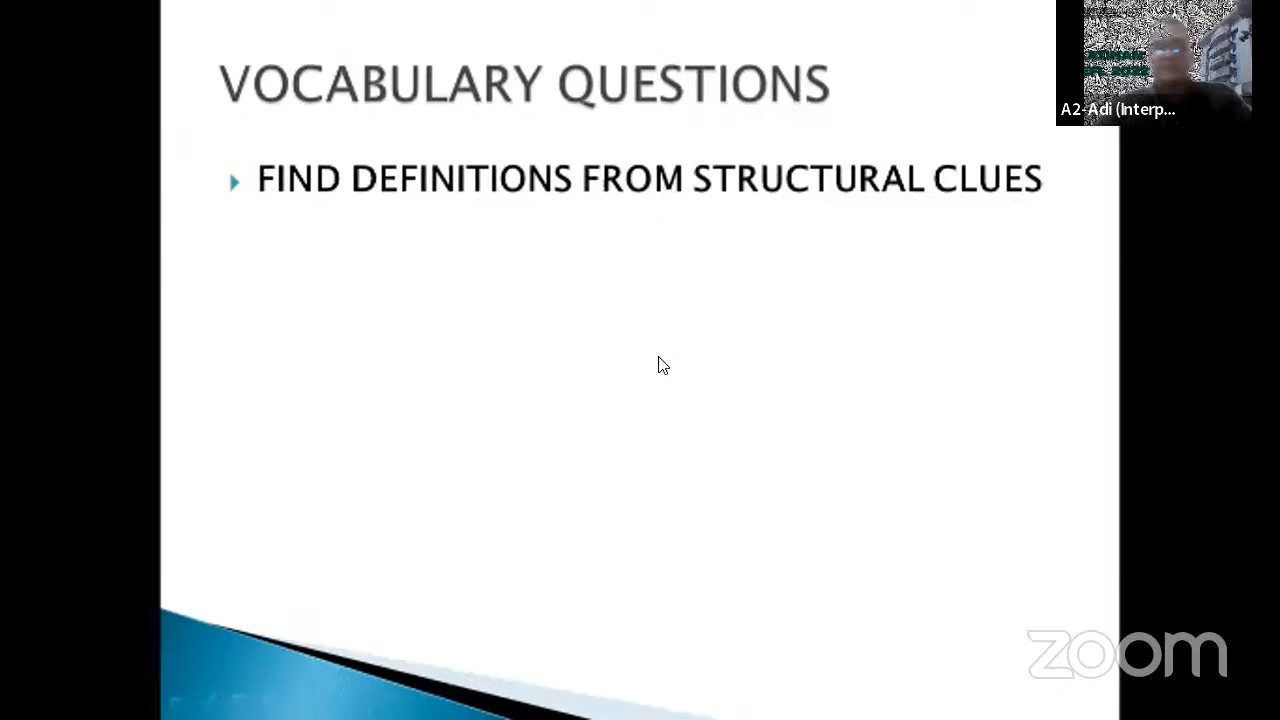 VOCABULARY QUESTIONS
FIND DEFINITIONS FROM STRUCTURAL CLUES
A2-Adi (Interp...
zoom